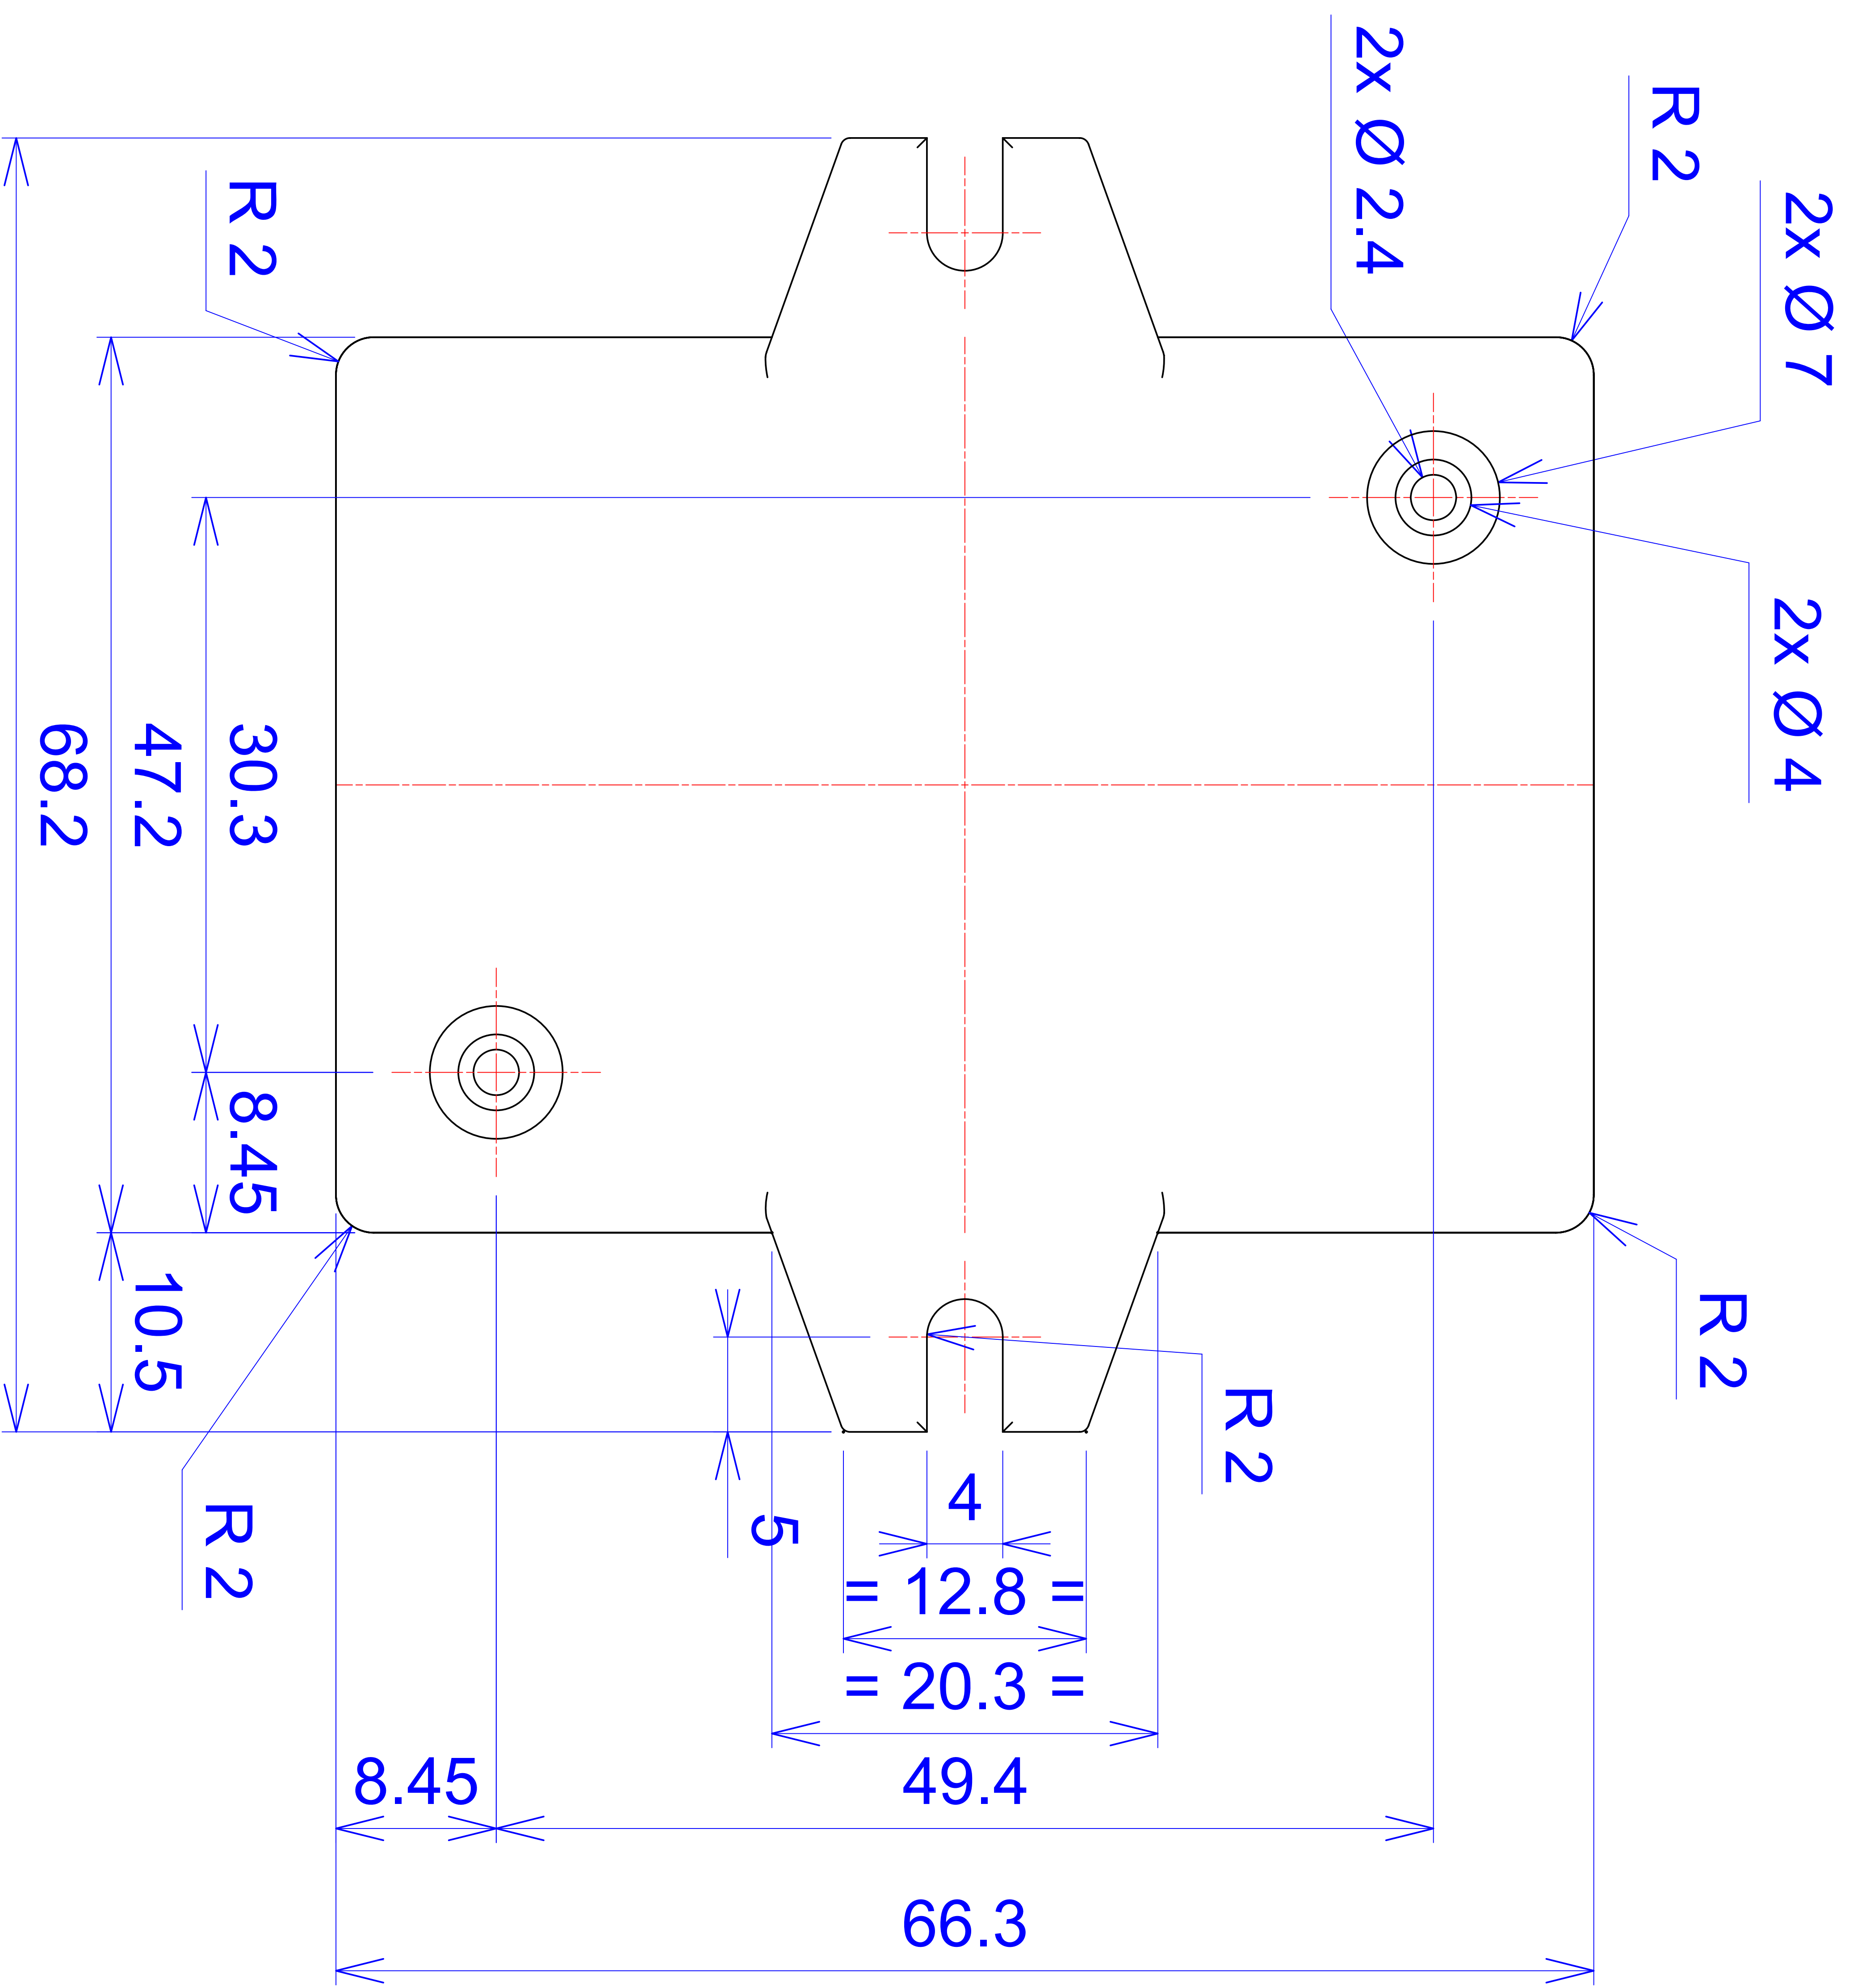 2x Ø 2.4
R 2
2x Ø 7
R 2
2x Ø 4
30.3
47.2
68.2
8.45
10.5
R 2
R 2
R 2
5
4
= 12.8 =
= 20.3 =
8.45
49.4
66.3